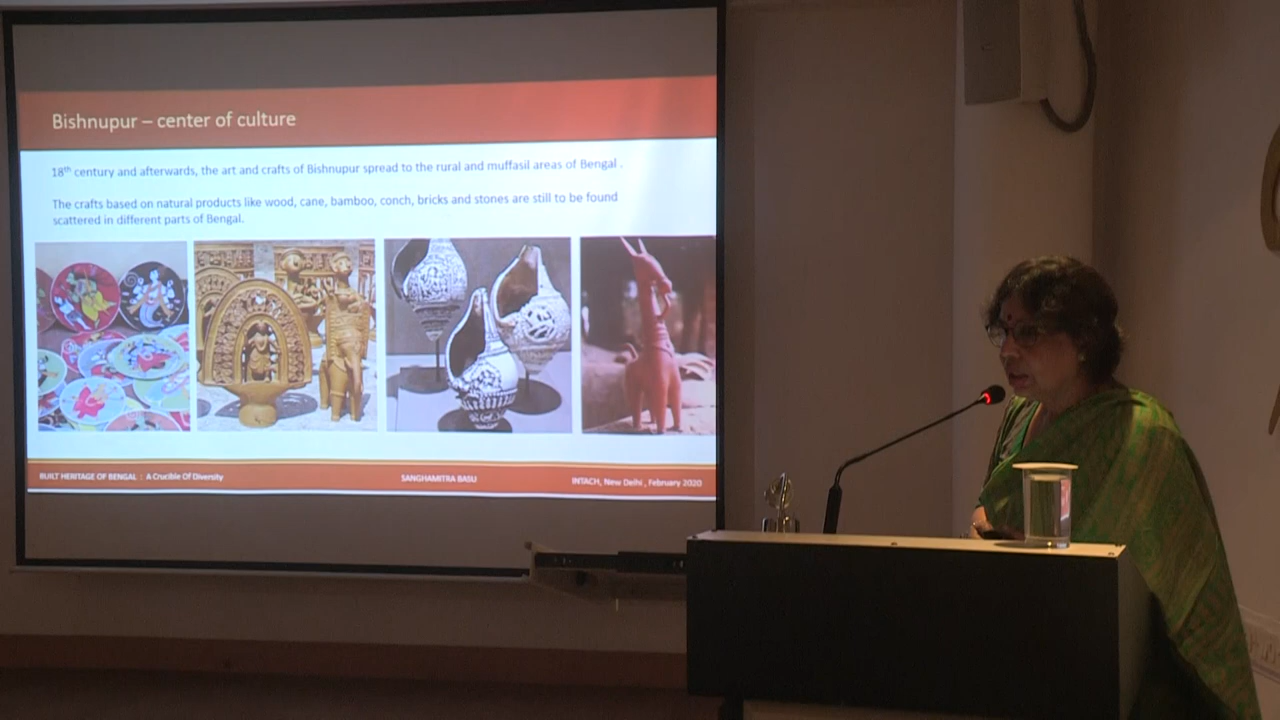 Bishnupur – center of culture
18th century and afterwards, the art and crafts of Bishnupur spread to the rural and muffasil areas of Bengal .
The crafts based on natural products like wood, cane, bamboo, conch, bricks and stones are still to be found
scattered in different parts of Bengal.
BUILT HERITAGE OF BENGAL : A Crucible Of Diversity
SANGHAMITRA BASU
INTACH, New Delhi , February 2020